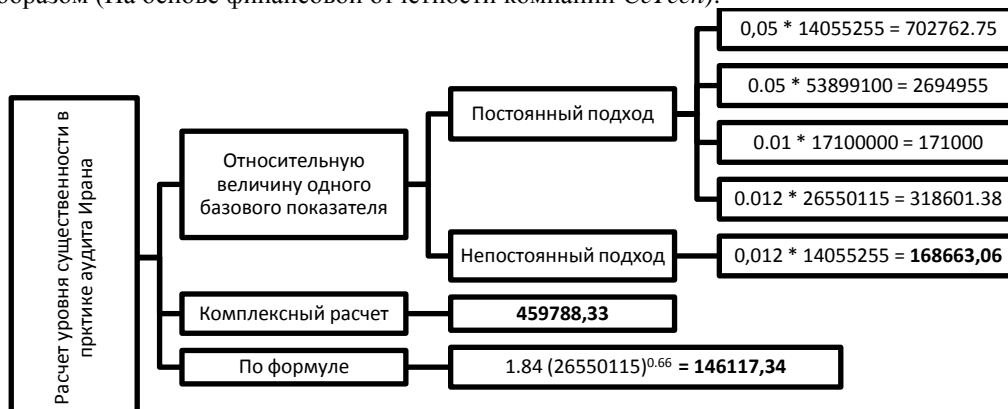 образом (На основе финансовой отчетности компании
0,05 * 14055255 = 702762.75
0.05 * 53899100 = 2694955
Постоянный подход
0.01 * 17100000 = 171000
Относительную
величину одного
базового показателя
0.012 * 26550115 = 318601.38
Непостоянный подход
0,012 * 14055255 = 168663,06
Расчет уровня существенности в
прктике аудита Ирана
Комплексный расчет
459788,33
По формуле
1.84 (26550115)^0.66 = 146117,34